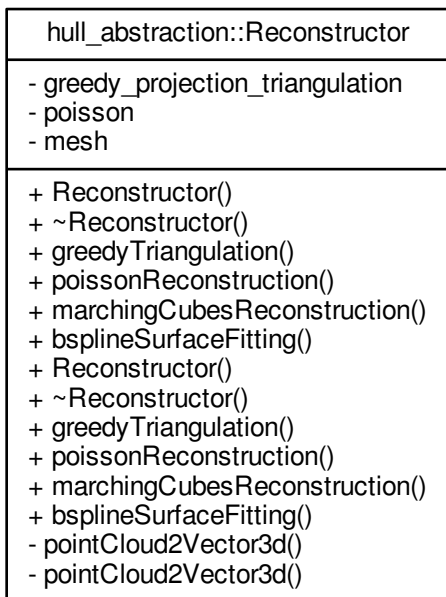 hull_abstraction::Reconstructor
- greedy_projection_triangulation
- poisson
- mesh
+ Reconstructor()
+ ~Reconstructor()
+ greedyTriangulation()
+ poissonReconstruction()
+ marchingCubesReconstruction()
+ bsplineSurfaceFitting()
+ Reconstructor()
+ ~Reconstructor()
+ greedyTriangulation()
+ poissonReconstruction()
+ marchingCubesReconstruction()
+ bsplineSurfaceFitting()
- pointCloud2Vector3d()
- pointCloud2Vector3d()